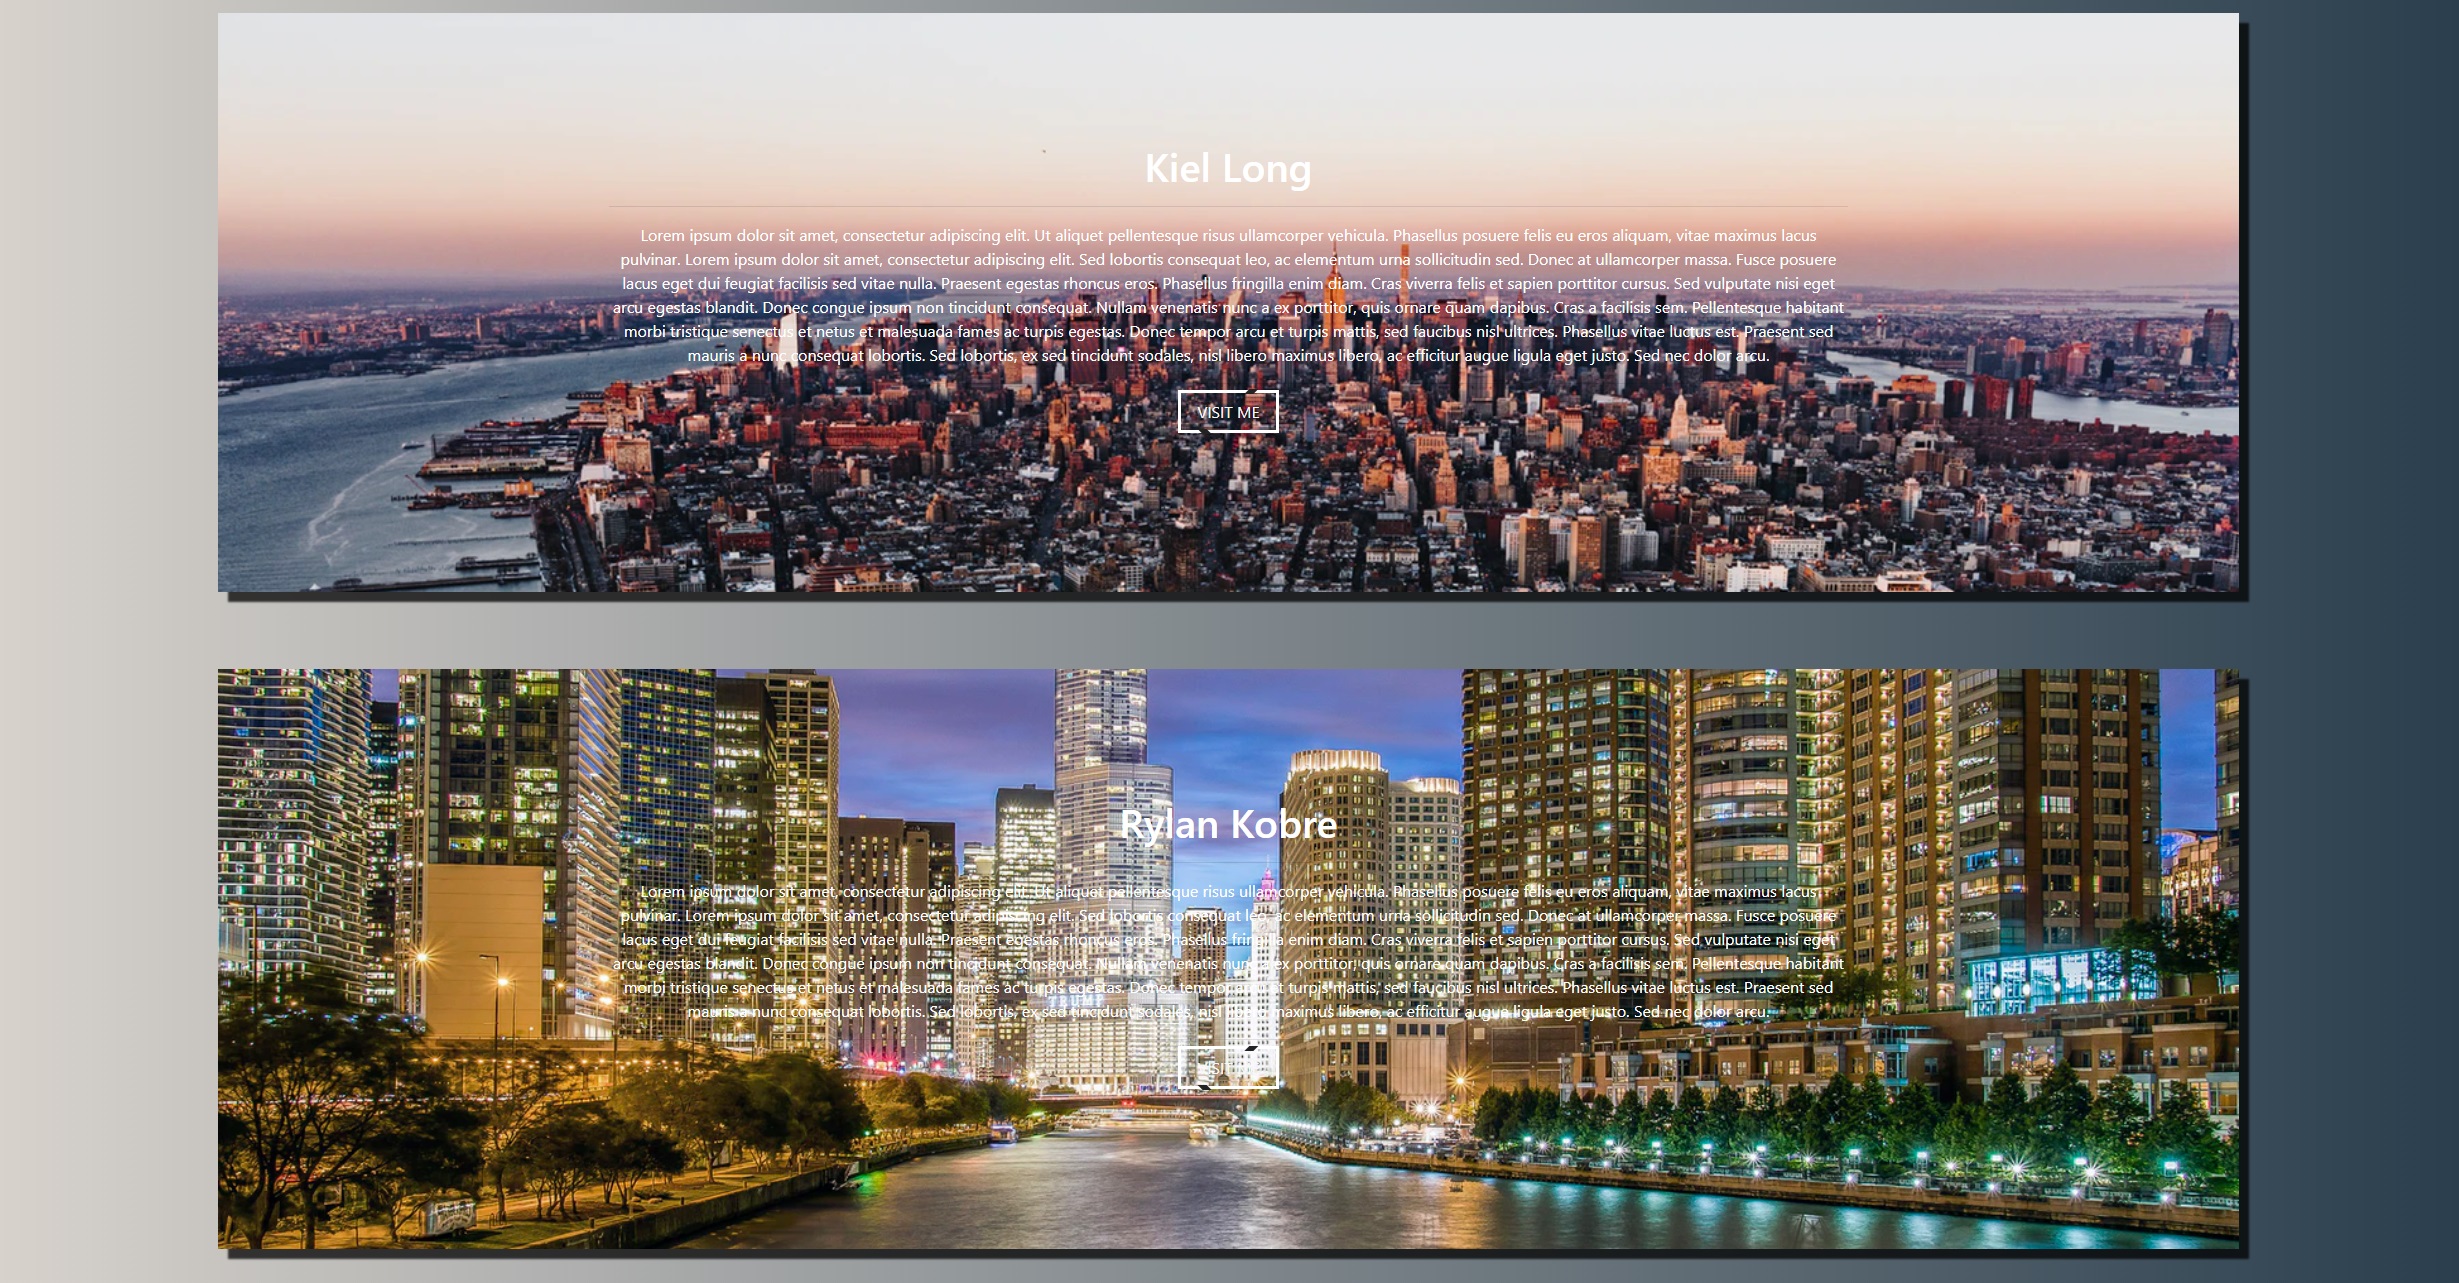 Kiel Long
Lorem ipsum dolor sit amet, consectetur adipiscing elit. Ut aliquet pellentesque risus ullamcorper vehicula. Phasellus posuere felis eu eros aliquam, vitae maximus lacus
pulvinar. Lorem ipsum dolor sit amet, consectetur adipiscing elit. Sed lobortis consequat leo, ac elementum urna sollicitudin sed. Donec at ullamcorper massa. Fusce posuere
lacus eget dui feugiat facilisis sed vitae nulla. Praesent egestas rhoncus eros. Phasellus fringilla enim diam. Cras viverra felis et sapien porttitor cursus. Sed vulputate nisi eget
arcu egestas blandit. Donec congue ipsum non tincidunt consequat. Nullam venenatis nunc a ex porttitor, quis ornare quam dapibus. Cras a facilisis sem. Pellentesque habitant
morbi tristique senectus et netus et malesuada fames ac turpis egestas. Donec tempor arcu et turpis mattis, sed faucibus nisl ultrices. Phasellus vitae luctus est. Praesent sed
mauris a nunc consequat lobortis. Sed lobortis, ex sed tincidunt sodales, nisl libero maximus libero, ac efficitur augue ligula eget justo. Sed nec dolor arcu.
VISIT ME
Rylan Kobre
Lorem ipsum dolor sit amet, consectetur adipiscing elit. Ut aliquet pellentesque risus ullamcorper vehicula. Phasellus posuere felis eu eros aliquam, vitae maximus lacus
pulvinar. Lorem ipsum dolor sit amet, consectetur adipiscing elit. Sed lobortis consequat leo, ac elementum urna sollicitudin sed. Donec at ullamcorper massa. Fusce posuere
lacus eget dui feugiat facilisis sed vitae nulla. Praesent egestas rhoncus eros. Phasellus fringilla enim diam. Cras viverra felis et sapien porttitor cursus. Sed vulputate nisi eget
arcu egestas blandit. Donec congue ipsum non tincidunt consequat. Nullam venenatis nunc ex porttitor, quis ornare quam dapibus. Cras a facilisis sem. Pellentesque habitant
morbi tristique senectus et netus et malesuada fames ac turpis egestas. Donec tempor et turpis mattis, sed faucibus nisl ultrices. Phasellus vitae luctus est. Praesent sed
TRUMP
mauris a nunc consequat lobortis. Sed lobortis, ex sed tincidunt sodales, nisl maximus libero, ac efficitur augue ligula eget justo. Sed nec dolor arcu.